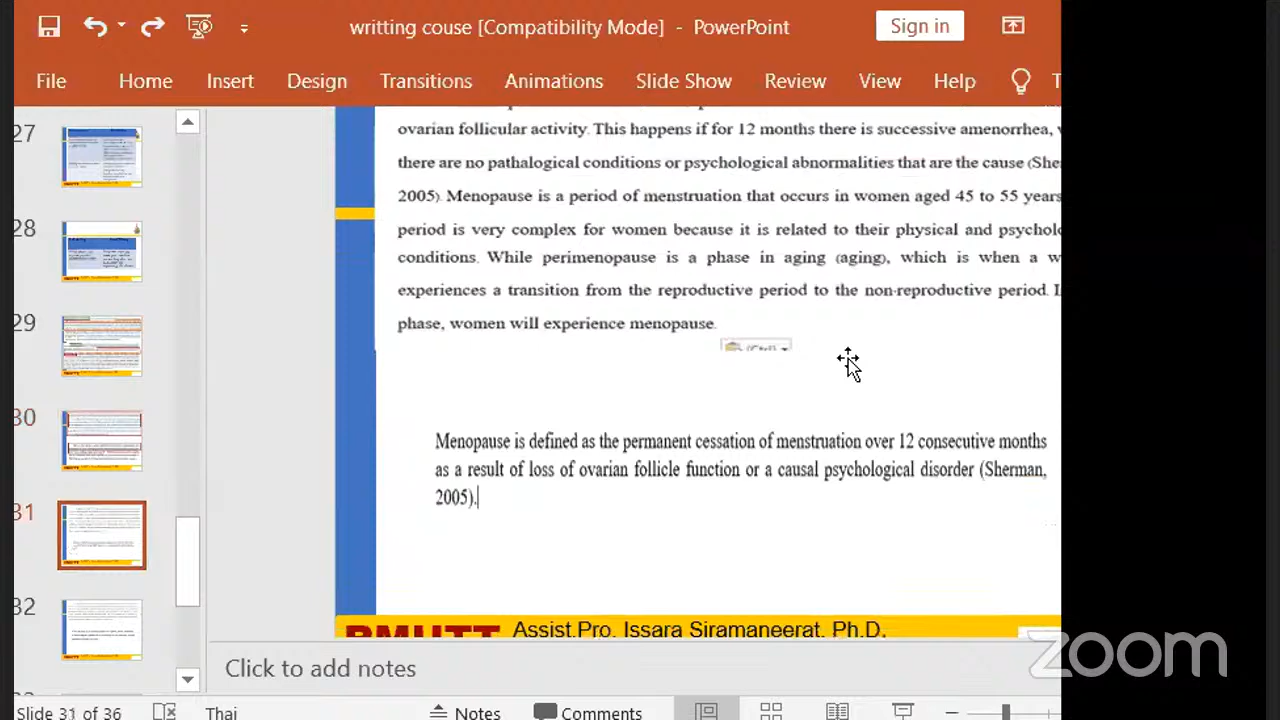 writting couse [Compatibility Mode] - PowerPoint
Sign in
File Home Insert Design Transitions Animations Slide Show Review View Help
27
28
29
30
31
32
ovarian follicular activity. This happens if for 12 months there is successive amenorrhea,
there are no pathological conditions or psychological abnormalities that are the cause (Sher
2005). Menopause is a period of menstruation that occurs in women aged 45 to 55 years
period is very complex for women because it is related to their physical and psycholo
conditions. While perimenopause is a phase in aging (aging), which is when a w
experiences a transition from the reproductive period to the non-reproductive period.
phase, women will experience menopause.
Menopause is defined as the permanent cessation of menstruation over 12 consecutive months
as a result of loss of ovarian follicle function or a causal psychological disorder (Sherman,
2005).
RMUTT Assist.Pro. Issara Siramaneerat, Ph.D.
Click to add notes
zoom
Slide 31 of 36 Thai Notes Comments